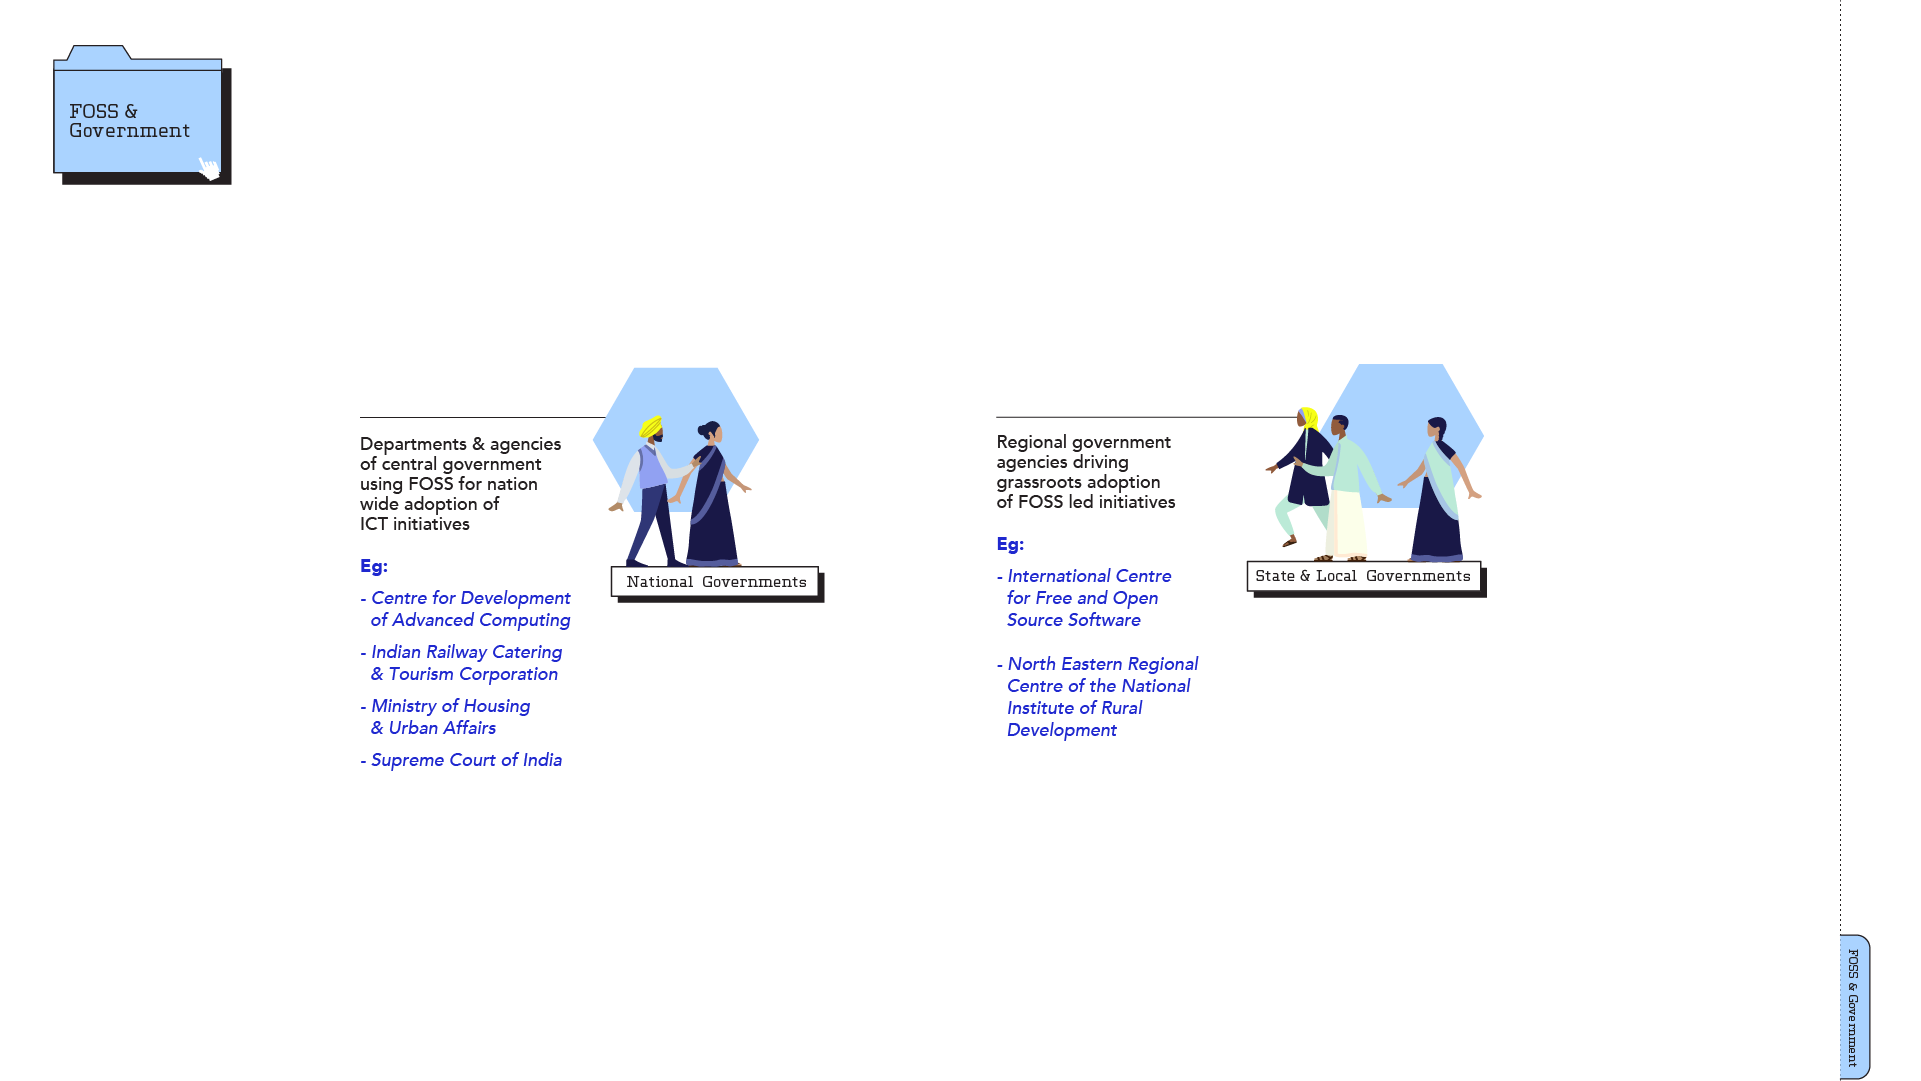 FOSS &
Government
Departments & agencies
of central government
using FOSS for nation
wide adoption of
ICT initiatives
Eg:
- Centre for Development
of Advanced Computing
- Indian Railway Catering
& Tourism Corporation
- Ministry of Housing
& Urban Affairs
- Supreme Court of India
National Governments
Regional government
agencies driving
grassroots adoption
of FOSS led initiatives
Eg:
- International Centre
for Free and Open
Source Software
- North Eastern Regional
Centre of the National
Institute of Rural
Development
State & Local Governments
FOSS & Government